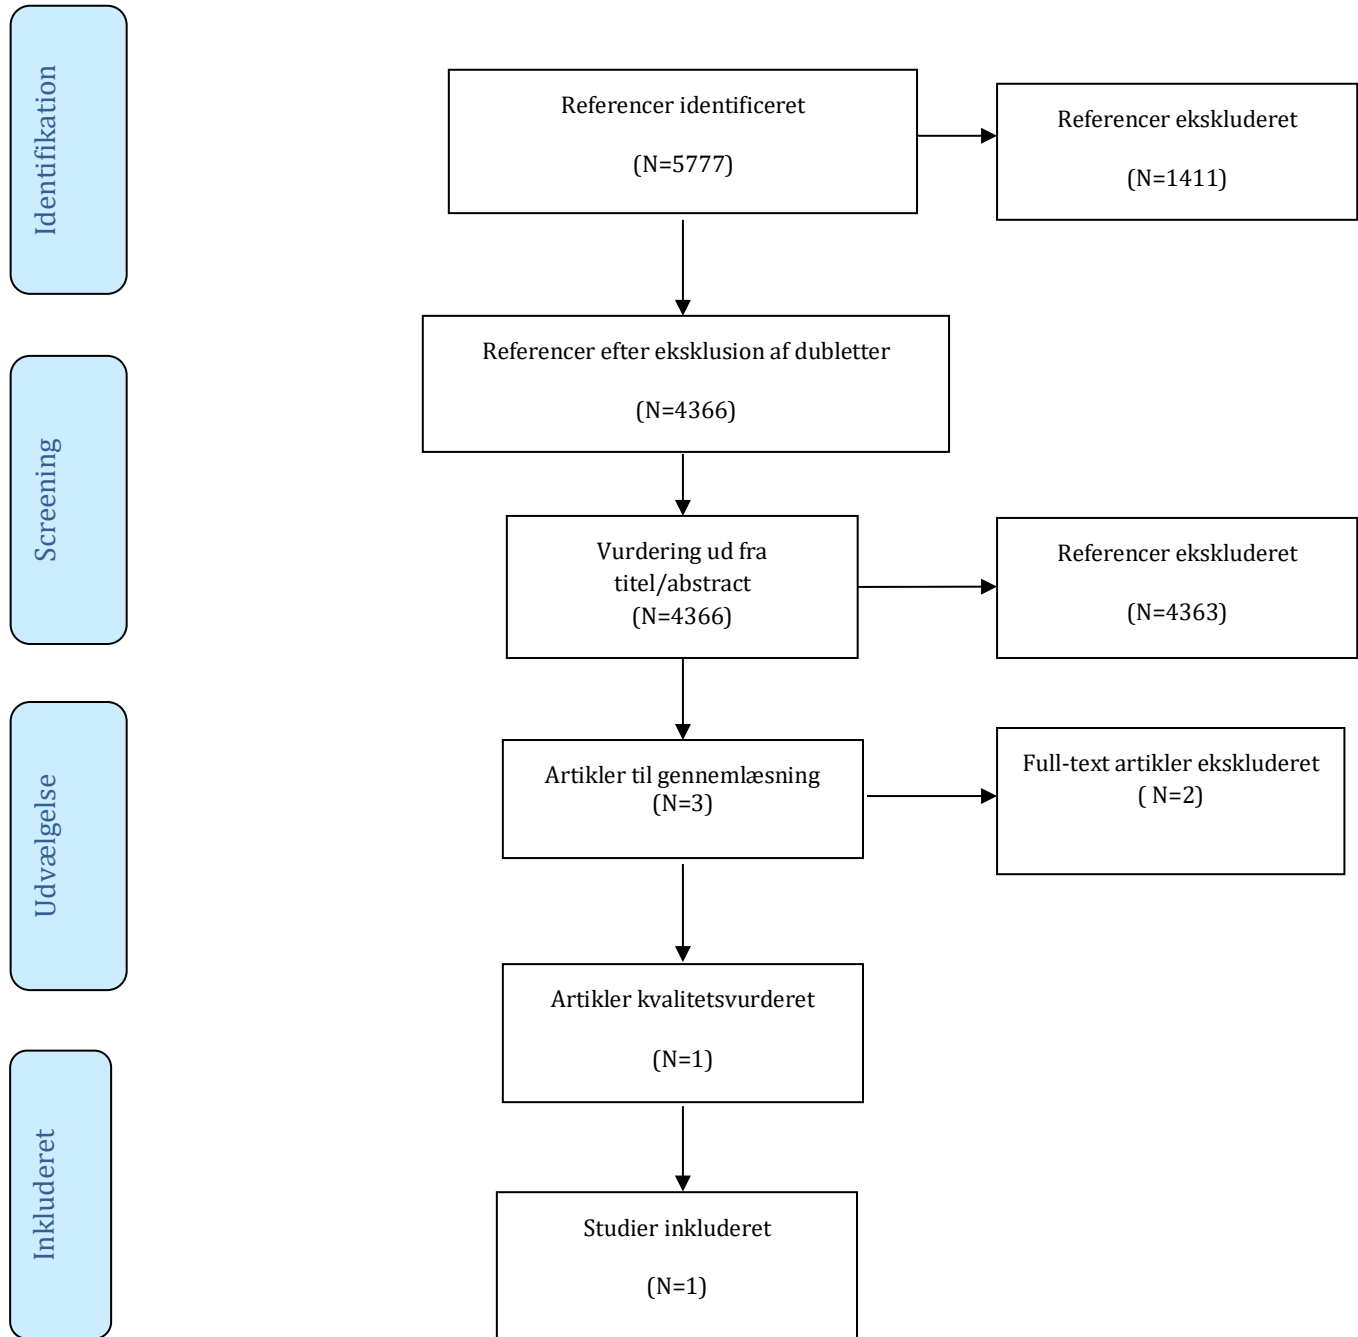 Identifikation
Referencer identificeret
(N=5777)
Referencer ekskluderet
(N=1411)
Referencer efter eksklusion af dubletter
(N=4366)
Screening
Vurdering ud fra
titel/abstract
(N=4366)
Referencer ekskluderet
(N=4363)
Udvælgelse
Artikler til gennemlæsning
(N=3)
Full-text artikler ekskluderet
( N=2)
Artikler kvalitetsvurderet
(N=1)
Inkluderet
Studier inkluderet
(N=1)